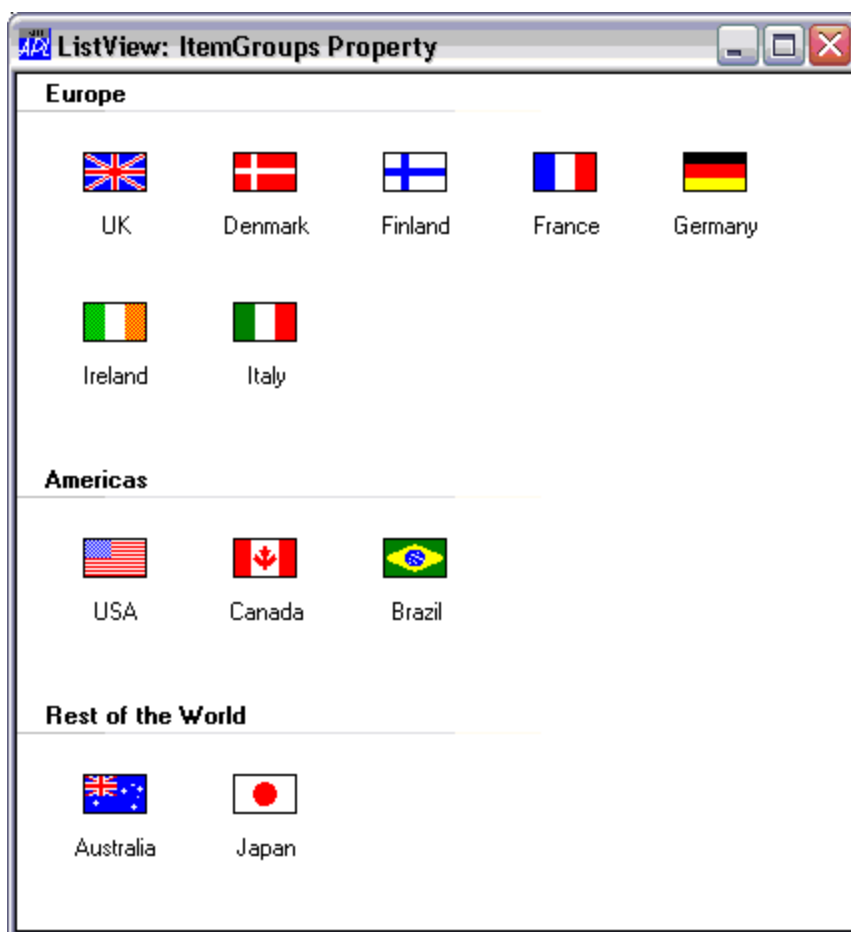 APL ListView: ItemGroups Property
Europe
UK Denmark Finland France Germany
Ireland Italy
Americas
USA Canada Brazil
Rest of the World
Australia Japan